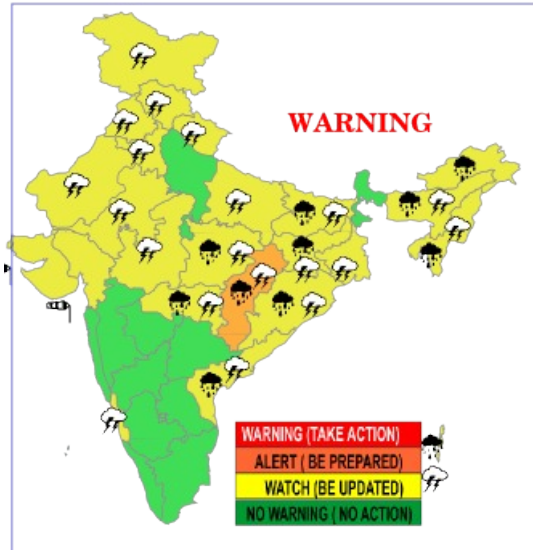 WARNING
WARNING (TAKE ACTION)
ALERT ( BE PREPARED)
WATCH (BE UPDATED)
NO WARNING ( NO ACTION)